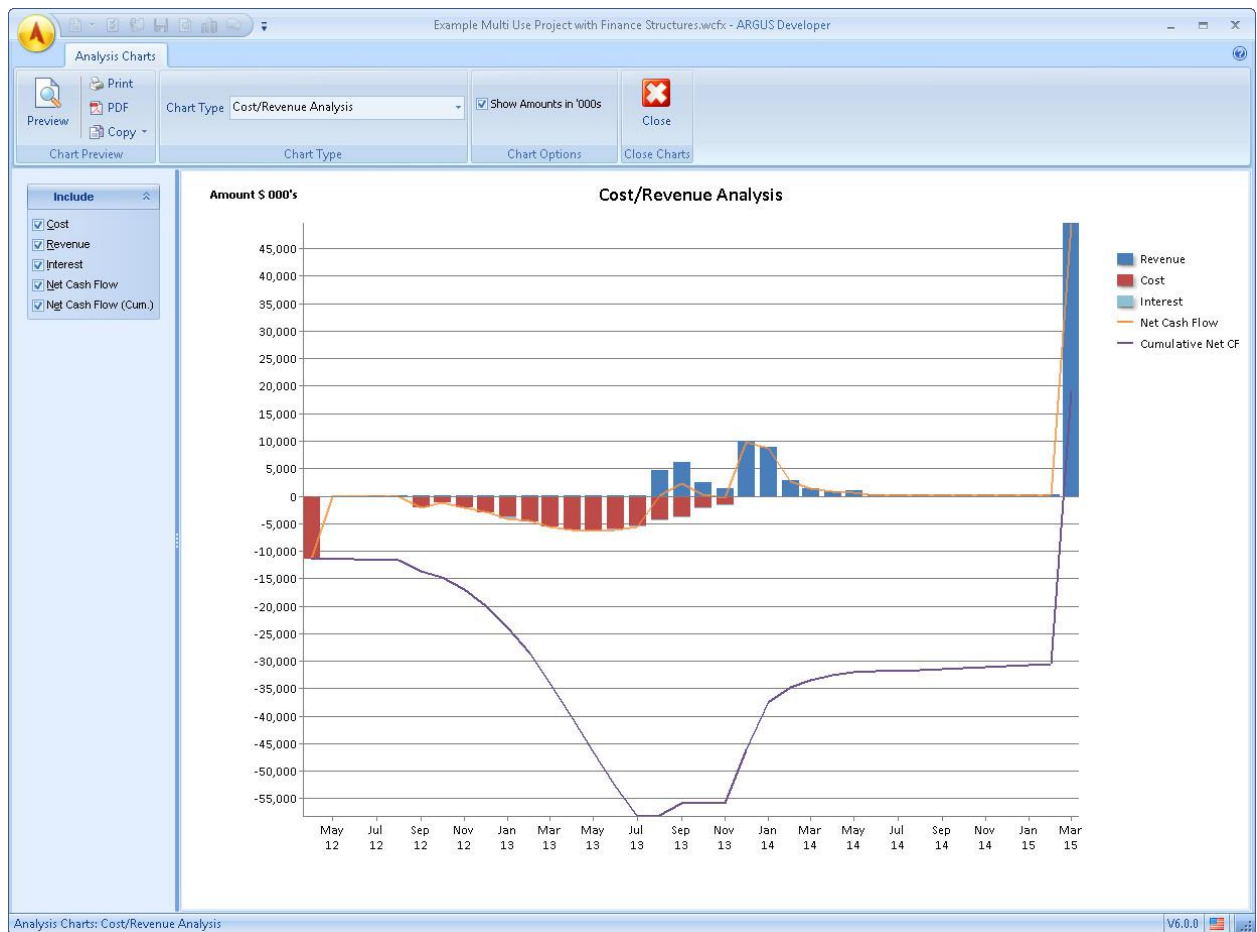 Example Multi Use Project with Finance Structures.wcfx - ARGUS Developer
Analysis Charts
Preview
Print
PDF
Copy
Chart Preview
Chart Type Cost/Revenue Analysis
Chart Type
Show Amounts in '000s
Chart Options
Close
Close Charts
Include
Cost
Revenue
Interest
Net Cash Flow
Net Cash Flow (Cum.)
Amount $ 000's
Cost/Revenue Analysis
45,000
40,000
35,000
30,000
25,000
20,000
15,000
10,000
5,000
0
-5,000
-10,000
-15,000
-20,000
-25,000
-30,000
-35,000
-40,000
-45,000
-50,000
-55,000
May Jul Sep Nov Jan Mar May Jul Sep Nov Jan Mar May Jul Sep Nov Jan Mar
12 12 12 12 13 13 13 13 13 13 14 14 14 14 14 14 15 15
Revenue
Cost
Interest
Net Cash Flow
Cumulative Net CF
Analysis Charts: Cost/Revenue Analysis
V6.0.0